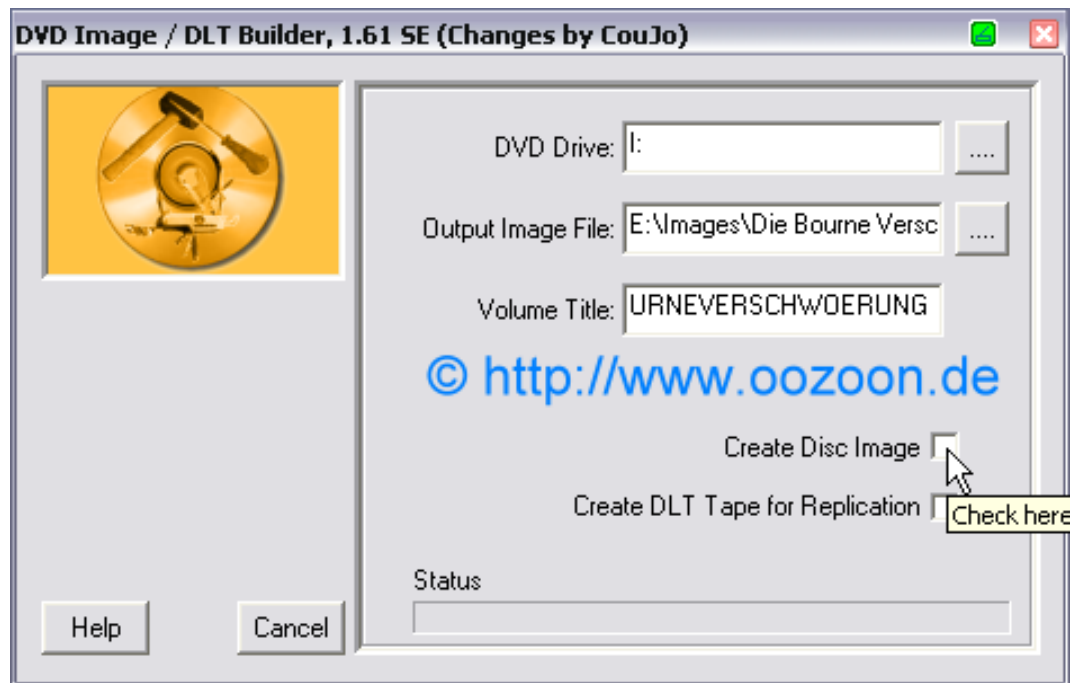 DVD Image / DLT Builder, 1.61 SE (Changes by CouJo)
DVD Drive: I:
....
Output Image File: E:\Images\Die Bourne Versc
....
Volume Title: URNEVERSCHWOERUNG
© http://www.oozoon.de
Create Disc Image
Create DLT Tape for Replication
Check here
Status
Help
Cancel